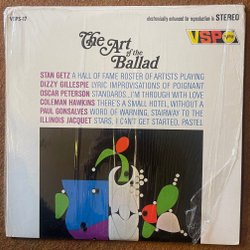 VSPS-17
electronically enhanced for reproduction in STEREO
VSP
The Art of the
Ballad
STAN GETZ A HALL OF FAME ROSTER OF ARTISTS PLAYING
DIZZY GILLESPIE LYRIC IMPROVISATIONS OF POIGNANT
OSCAR PETERSON STANDARDS...I'M THROUGH WITH LOVE
COLEMAN HAWKINS THERE'S A SMALL HOTEL, WITHOUT A
PAUL GONSALVES WORD OF WARNING, STAIRWAY TO THE
ILLINOIS JACQUET STARS, I CAN'T GET STARTED, PASTEL